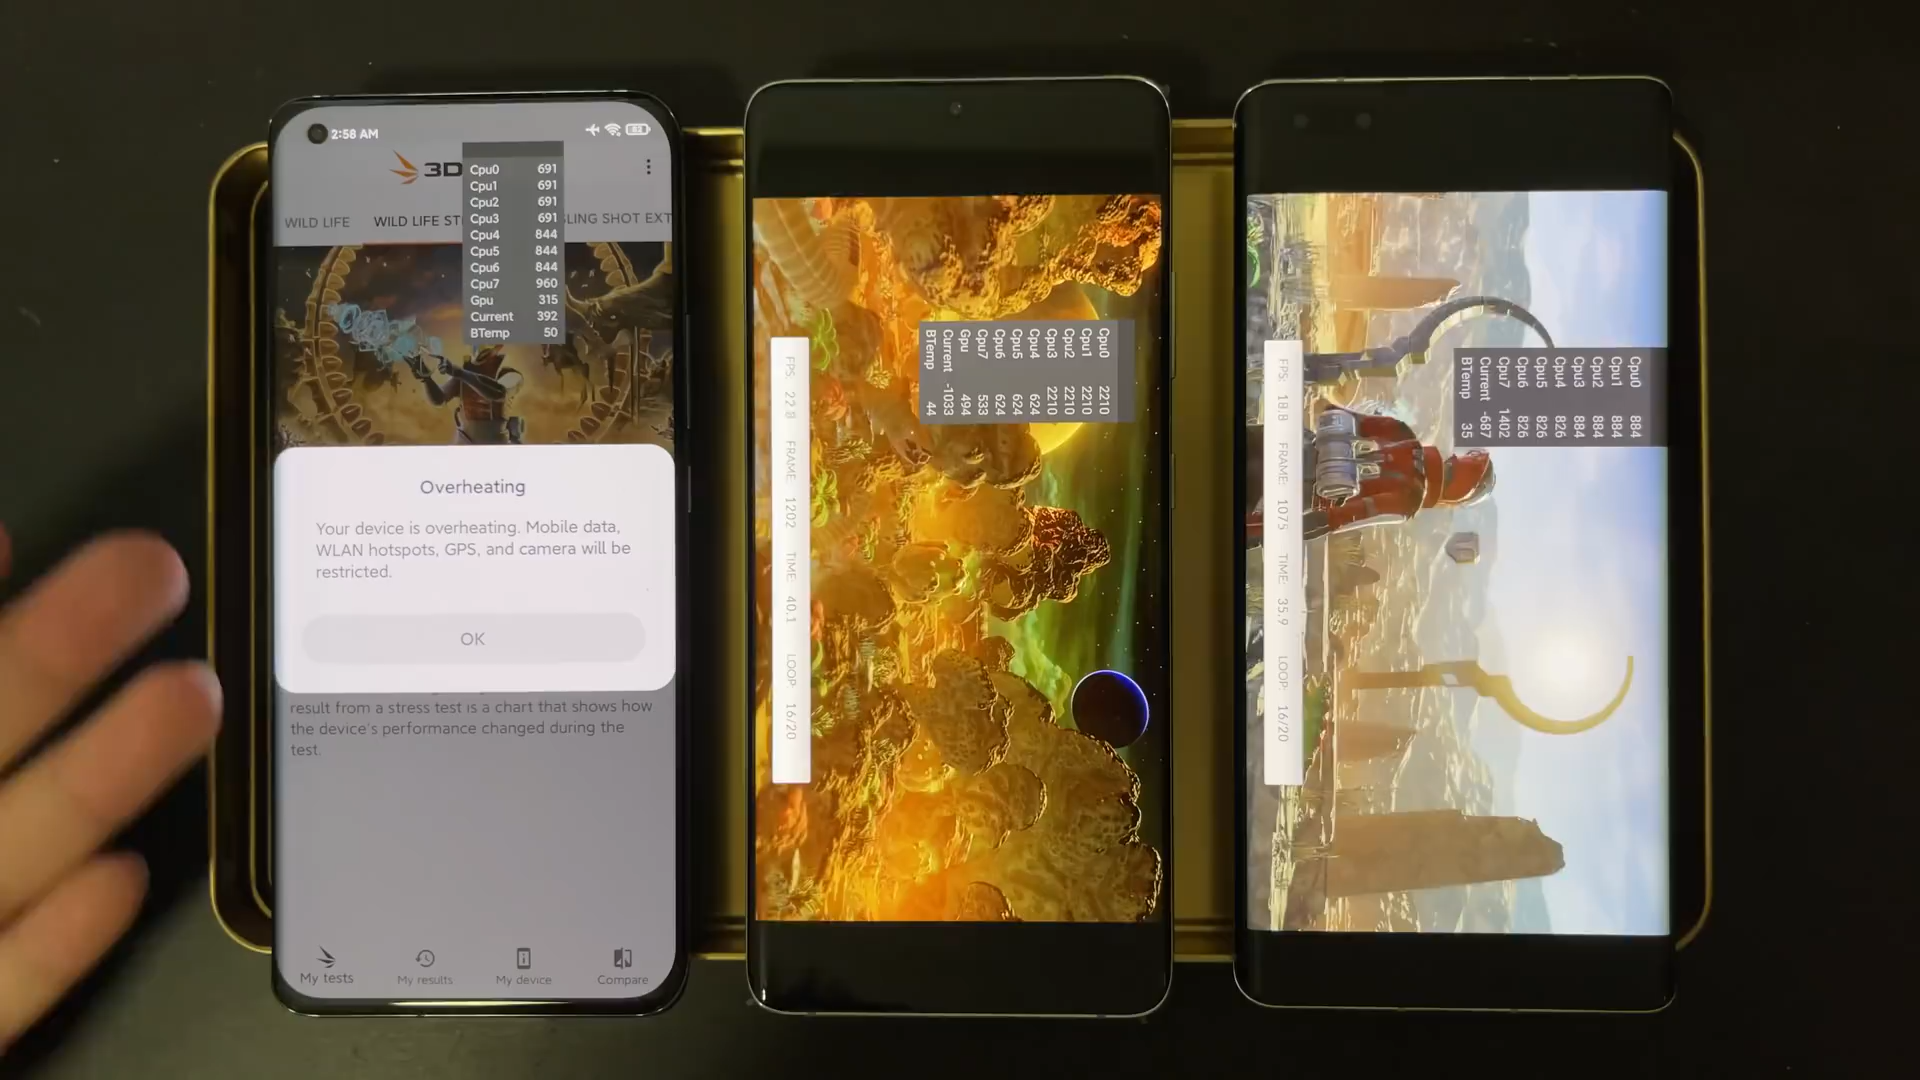 2:58 AM
83
3D
WILD LIFE
WILD LIFE ST
LING SHOT EXT
Cpu0 691
Cpu1 691
Cpu2 691
Cpu3 691
Cpu4 844
Cpu5 844
Cpu6 844
Cpu7 960
Gpu 315
Current 392
BTemp 50
Overheating
Your device is overheating. Mobile data,
WLAN hotspots, GPS, and camera will be
restricted.
OK
result from a stress test is a chart that shows how
the device's performance changed during the
test.
My tests
My results
My device
Compare
Cpu0 2210
Cpu1 2210
Cpu2 2210
Cpu3 2210
Cpu4 624
Cpu5 624
Cpu6 624
Cpu7 533
Gpu 494
Current -1033
BTemp 44
FPS: 22.8 FRAME: 1202 TIME: 40.1 LOOP: 16/20
Cpu0 884
Cpu1 884
Cpu2 884
Cpu3 884
Cpu4 826
Cpu5 826
Cpu6 826
Cpu7 1402
Current -687
BTemp 35
FPS: 18.8 FRAME: 1075 TIME: 35.9 LOOP: 16/20